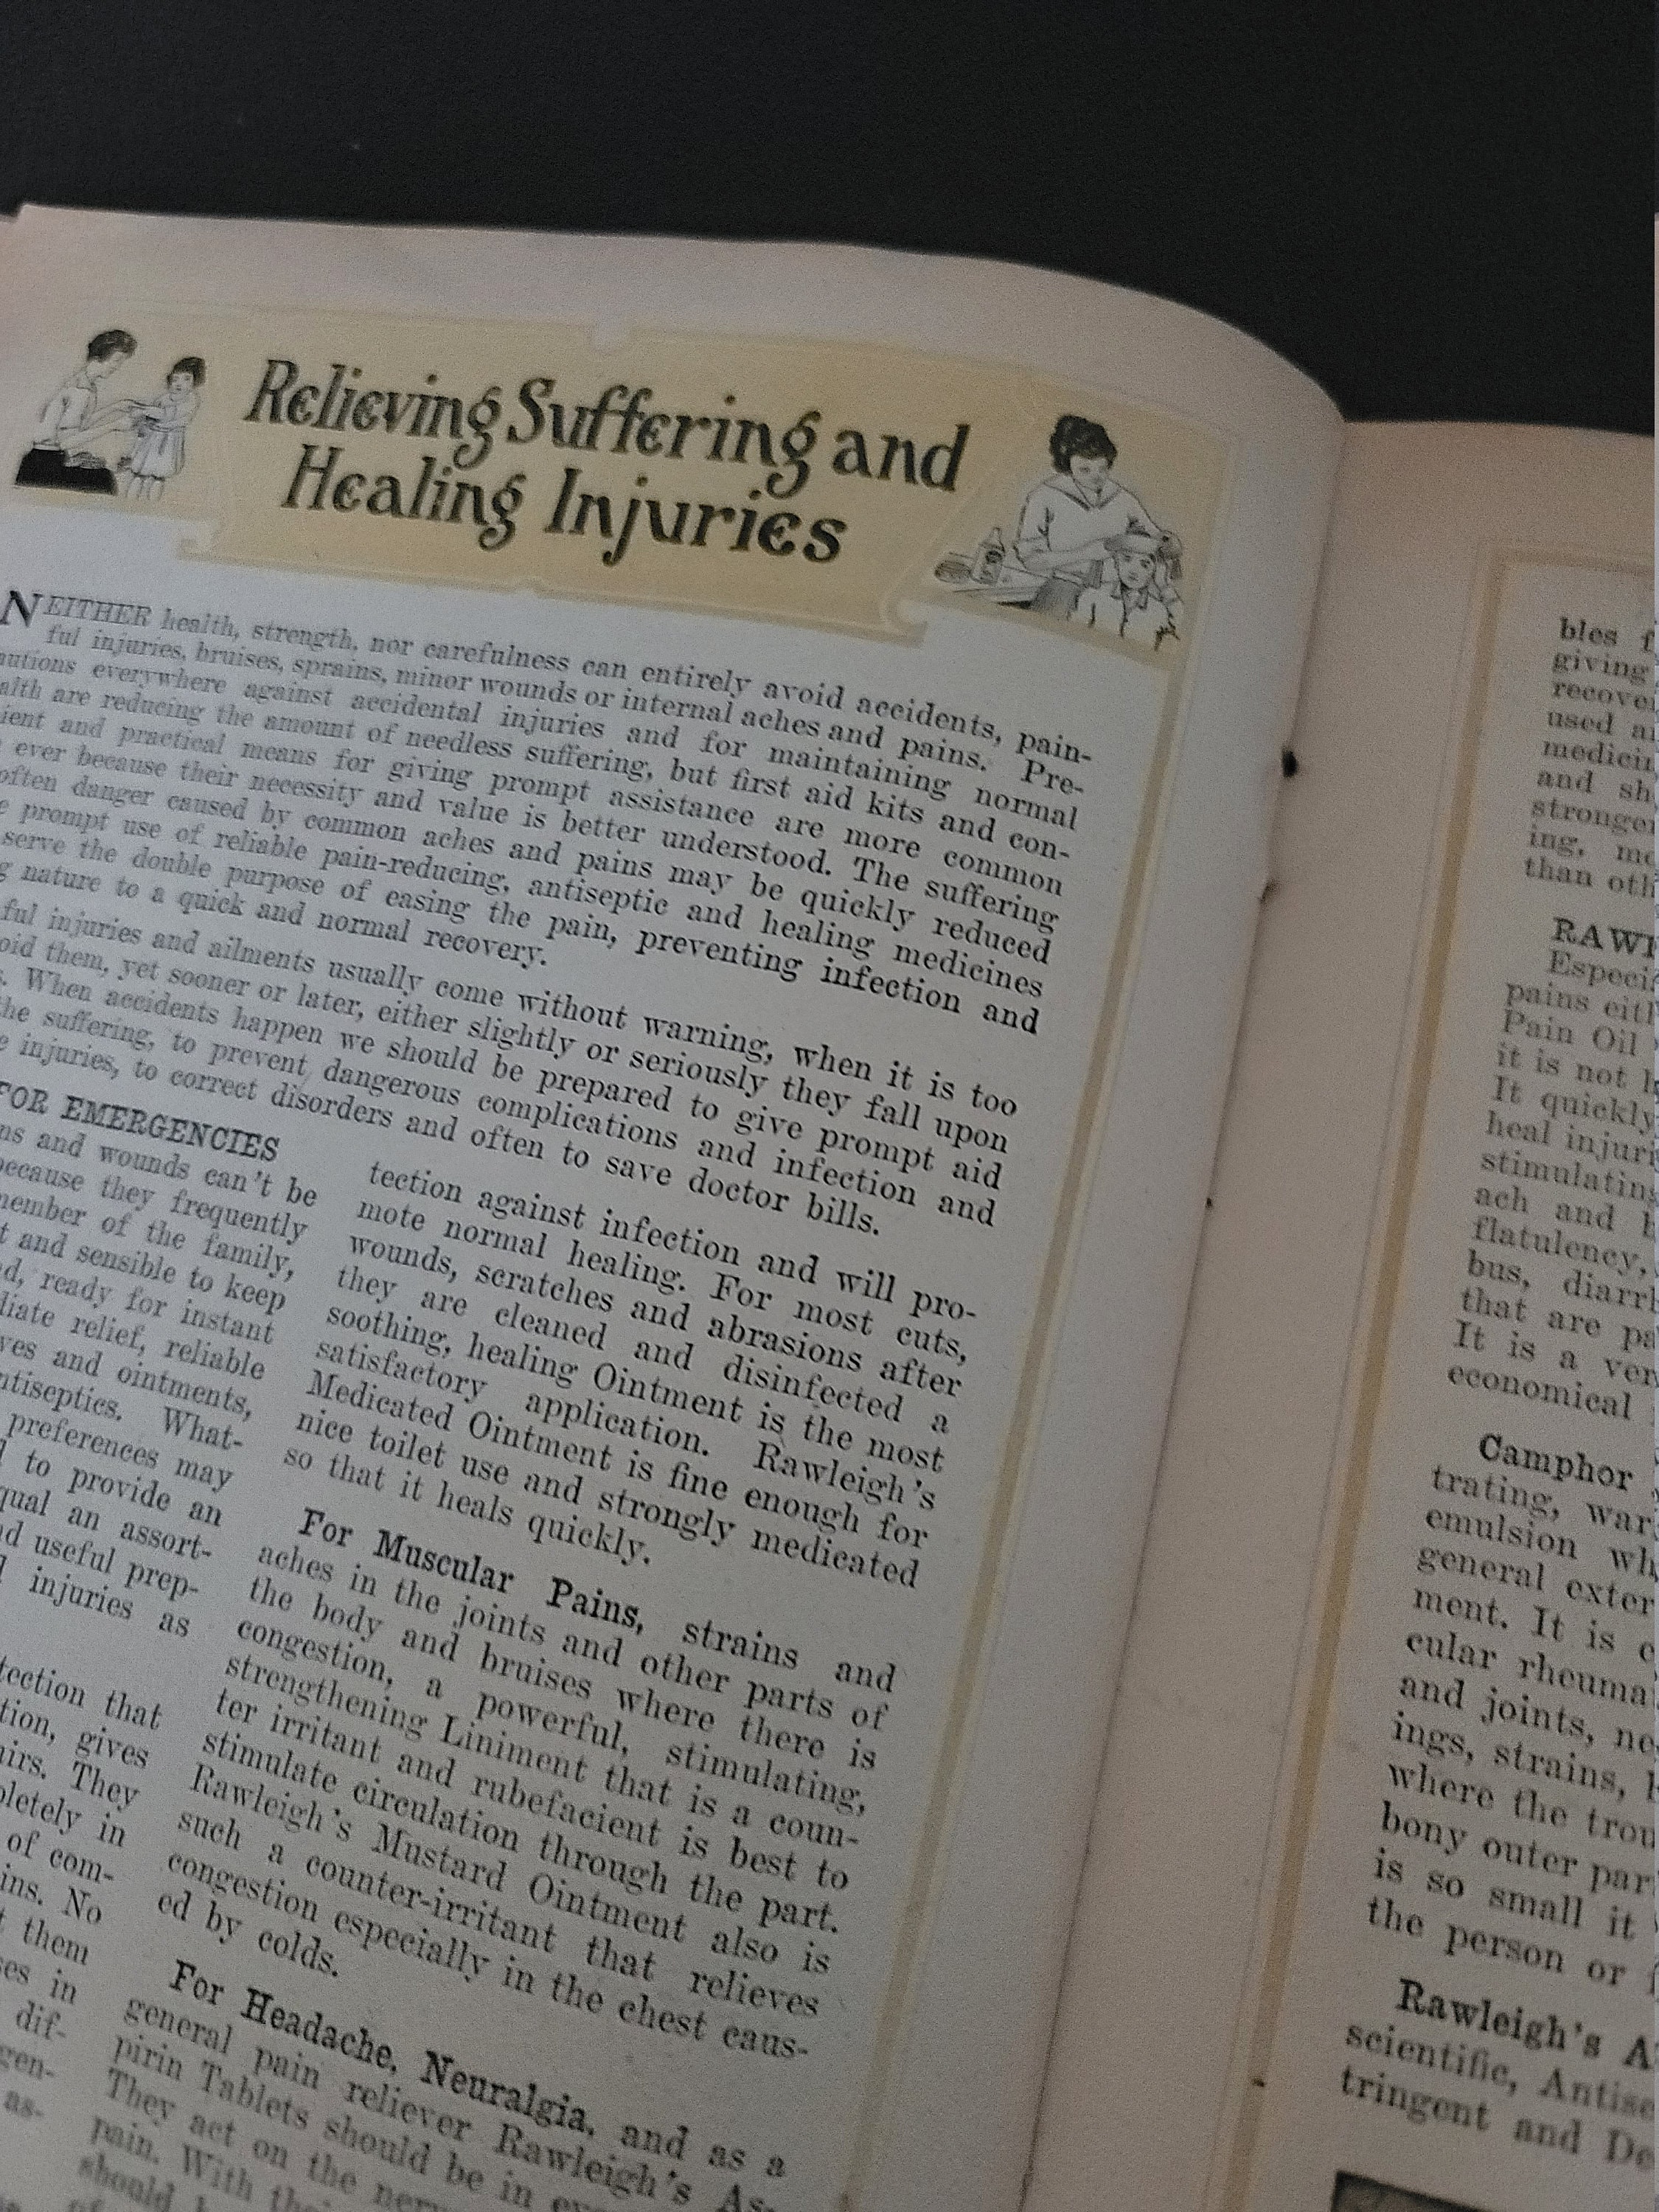 Relieving Suffering and
Healing Injuries
NEITHER health, strength, nor carefulness can entirely avoid accidents, pain-
ful injuries, bruises, sprains, minor wounds or internal aches and pains. Pre-
autions everywhere against accidental injuries and for maintaining normal
alth are reducing the amount of needless suffering, but first aid kits and con-
ient and practical means for giving prompt assistance are more common
ever because their necessity and value is better understood. The suffering
often danger caused by common aches and pains may be quickly reduced
prompt use of reliable pain-reducing, antiseptic and healing medicines
serve the double purpose of easing the pain, preventing infection and
g nature to a quick and normal recovery.
ful injuries and ailments usually come without warning, when it is too
oid them, yet sooner or later, either slightly or seriously they fall upon
s. When accidents happen we should be prepared to give prompt aid
the suffering, to prevent dangerous complications and infection and
e injuries, to correct disorders and often to save doctor bills.
FOR EMERGENCIES
ns and wounds can't be
because they frequently
member of the family,
t and sensible to keep
d, ready for instant
diate relief, reliable
ves and ointments,
ntiseptics. What-
preferences may
to provide an
qual an assort-
d useful prep-
injuries as
tection that
tion, gives
airs. They
pletely in
of com-
ins. No
t them
ses in
dif-
gen-
as-
tection against infection and will pro-
mote normal healing. For most cuts,
wounds, scratches and abrasions after
they are cleaned and disinfected a
soothing, healing Ointment is the most
satisfactory application. Rawleigh's
Medicated Ointment is fine enough for
nice toilet use and strongly medicated
so that it heals quickly.
For Muscular Pains, strains and
aches in the joints and other parts of
the body and bruises where there is
congestion, a powerful, stimulating,
strengthening Liniment that is a coun-
ter irritant and rubefacient is best to
stimulate circulation through the part.
Rawleigh's Mustard Ointment also is
such a counter-irritant that relieves
congestion especially in the chest caus-
ed by colds.
For Headache, Neuralgia, and as a
general pain reliever Rawleigh's As-
pirin Tablets should be in
They act on the
pain. With
should
bles f
giving
recove
used a
medicin
and sh
stronger
ing, mo
than oth
RAW
Especi
pains eith
Pain Oil
it is not
It quickly
heal injuri
stimulating
ach and b
flatulency,
bus, diarrh
that are pa
It is a ver
economical
Camphor
trating, war
emulsion wh
general exter
ment. It is c
cular rheuma
and joints, ne
ings, strains,
where the trou
bony outer par
is so small it
the person or
Rawleigh's A
scientific, Antise
tringent and De